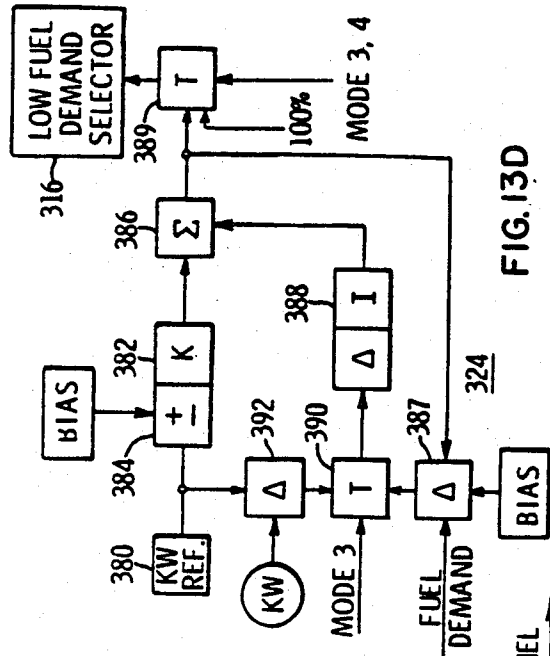 LOW FUEL
DEMAND
SELECTOR
316
389
T
100%
MODE 3, 4
386
Σ
BIAS
384
±
382
K
388
Δ
I
380
KW
REF.
392
Δ
390
T
324
KW
MODE 3
387
Δ
FUEL
DEMAND
BIAS
FIG.13D